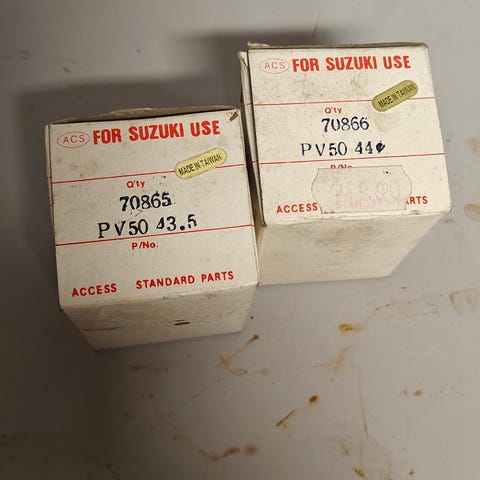 ACS FOR SUZUKI USE
MADE IN TAIWAN
Q'ty
70865
PV50 43.5
P/No.
ACCESS STANDARD PARTS
ACS FOR SUZUKI USE
MADE IN TAIWAN
Q'ty
70866
PV50 44¢
P/No.
ACCESS STANDARD PARTS